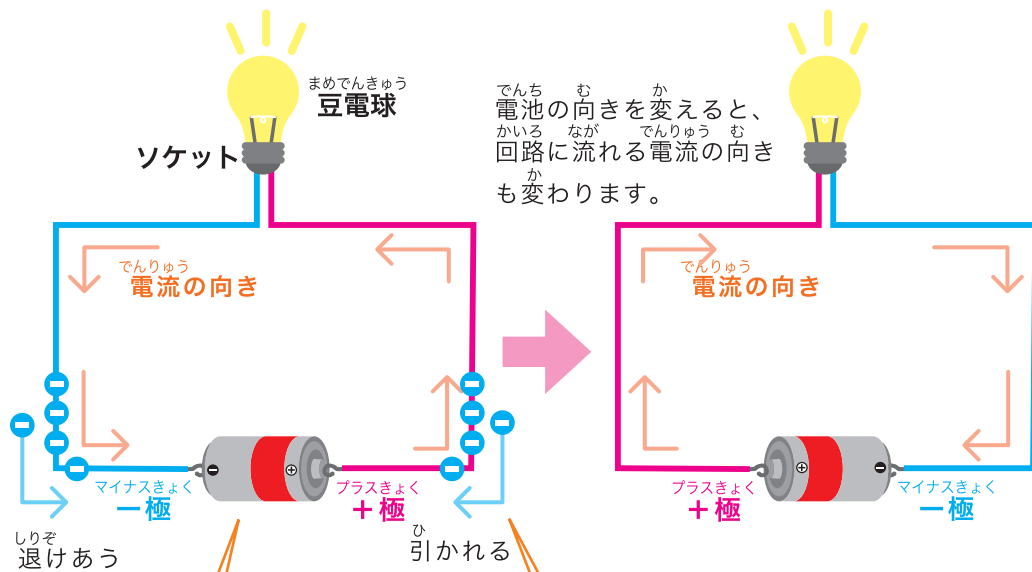 まめでんきゅう
豆電球
ソケット
でんち む か
電池の向きを変えると、
かいろ なが でんりゅう む
回路に流れる電流の向き
か
も変わります。
でんりゅう
電流の向き
でんりゅう
電流の向き
マイナスきょく
－極
プラスきょく
＋極
プラスきょく
＋極
マイナスきょく
－極
しりぞ
退けあう
ひ
引かれる